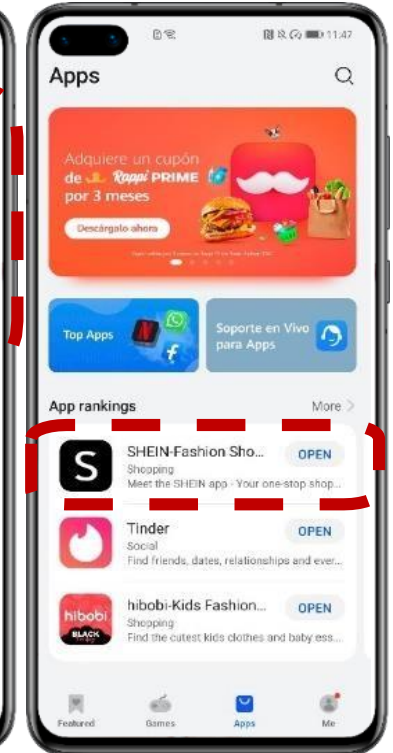 11:47
Apps
Adquiere un cupón
de Rappi PRIME
por 3 meses
Descárgalo ahora
Top Apps
Soporte en Vivo
para Apps
App rankings
More
S
SHEIN-Fashion Sho...
OPEN
Shopping
Meet the SHEIN app - Your one-stop shop...
Tinder
OPEN
Social
Find friends, dates, relationships and ever...
hibobi
BLACK
hibobi-Kids Fashion...
OPEN
Shopping
Find the cutest kids clothes and baby ess...
Featured
Games
Apps
Me